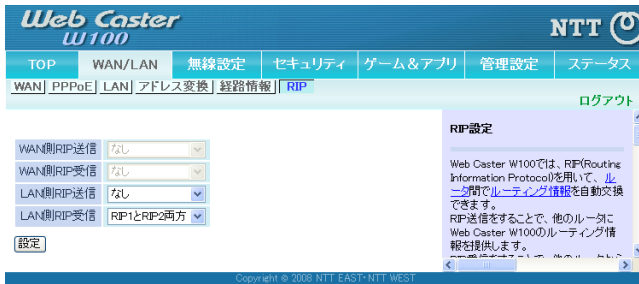 Web Caster
W100
NTT
TOP WAN/LAN 無線設定 セキュリティ ゲーム&アプリ 管理設定 ステータス
WAN PPPoE LAN アドレス変換 経路情報 RIP
ログアウト
RIP設定
WAN側RIP送信 なし
WAN側RIP受信 なし
LAN側RIP送信 なし
LAN側RIP受信 RIP1とRIP2両方
設定
Web Caster W100では、RIP(Routing
Information Protocol)を用いて、ル
ータ間でルーティング情報を自動交換
できます。
RIP送信をすることで、他のルータに
Web Caster W100のルーティング情
報を提供します。
Copyright © 2008 NTT EAST・NTT WEST